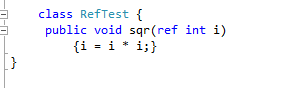 class RefTest {
public void sqr(ref int i)
{i = i * i;}
}